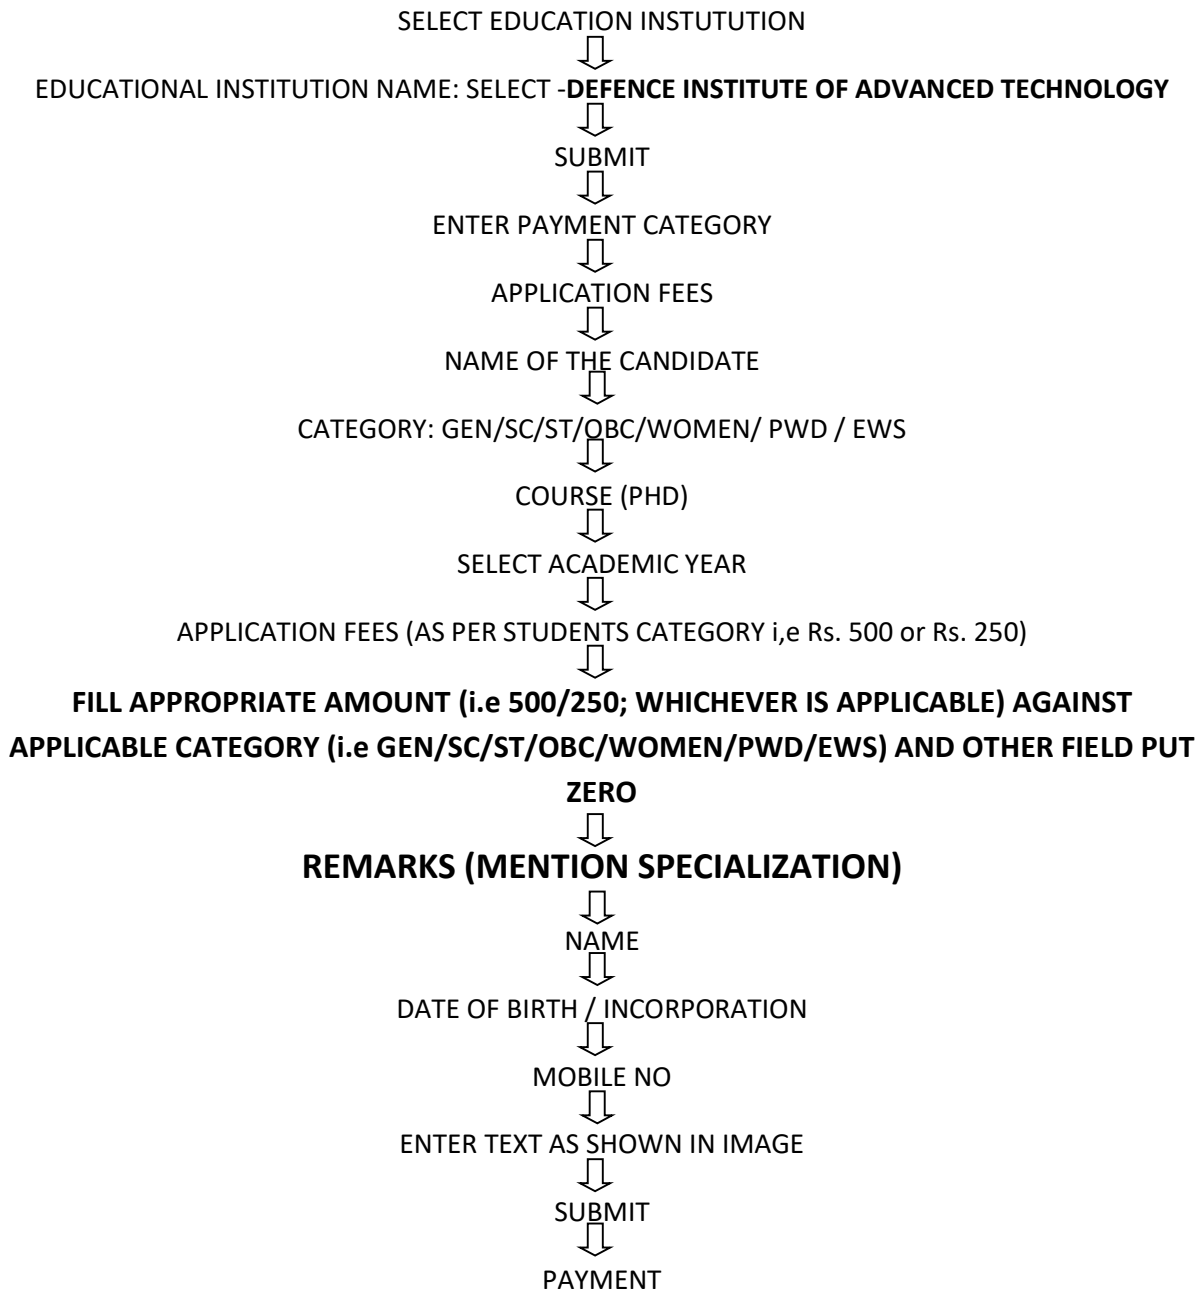 SELECT EDUCATION INSTUTUTION
EDUCATIONAL INSTITUTION NAME: SELECT -DEFENCE INSTITUTE OF ADVANCED TECHNOLOGY
SUBMIT
ENTER PAYMENT CATEGORY
APPLICATION FEES
NAME OF THE CANDIDATE
CATEGORY: GEN/SC/ST/OBC/WOMEN/ PWD / EWS
COURSE (PHD)
SELECT ACADEMIC YEAR
APPLICATION FEES (AS PER STUDENTS CATEGORY i,e Rs. 500 or Rs. 250)
FILL APPROPRIATE AMOUNT (i.e 500/250; WHICHEVER IS APPLICABLE) AGAINST
APPLICABLE CATEGORY (i.e GEN/SC/ST/OBC/WOMEN/PWD/EWS) AND OTHER FIELD PUT
ZERO
REMARKS (MENTION SPECIALIZATION)
NAME
DATE OF BIRTH / INCORPORATION
MOBILE NO
ENTER TEXT AS SHOWN IN IMAGE
SUBMIT
PAYMENT